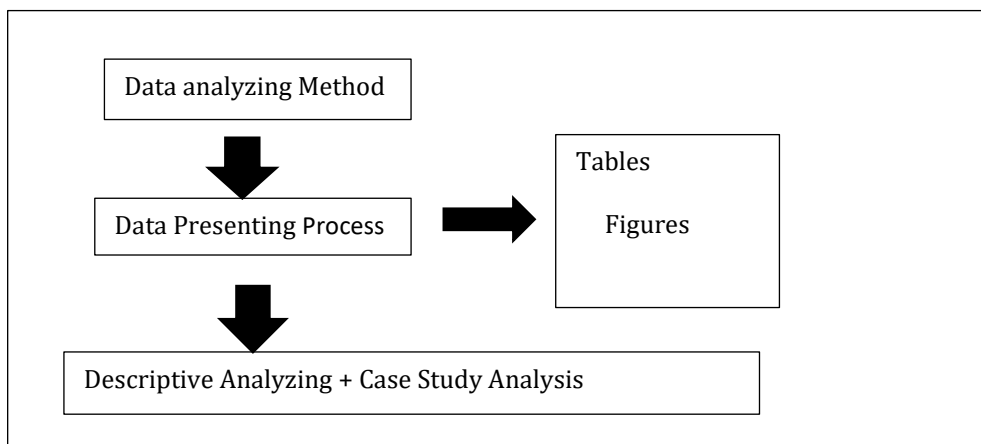 Data analyzing Method
Tables
Data Presenting Process
Figures
Descriptive Analyzing + Case Study Analysis